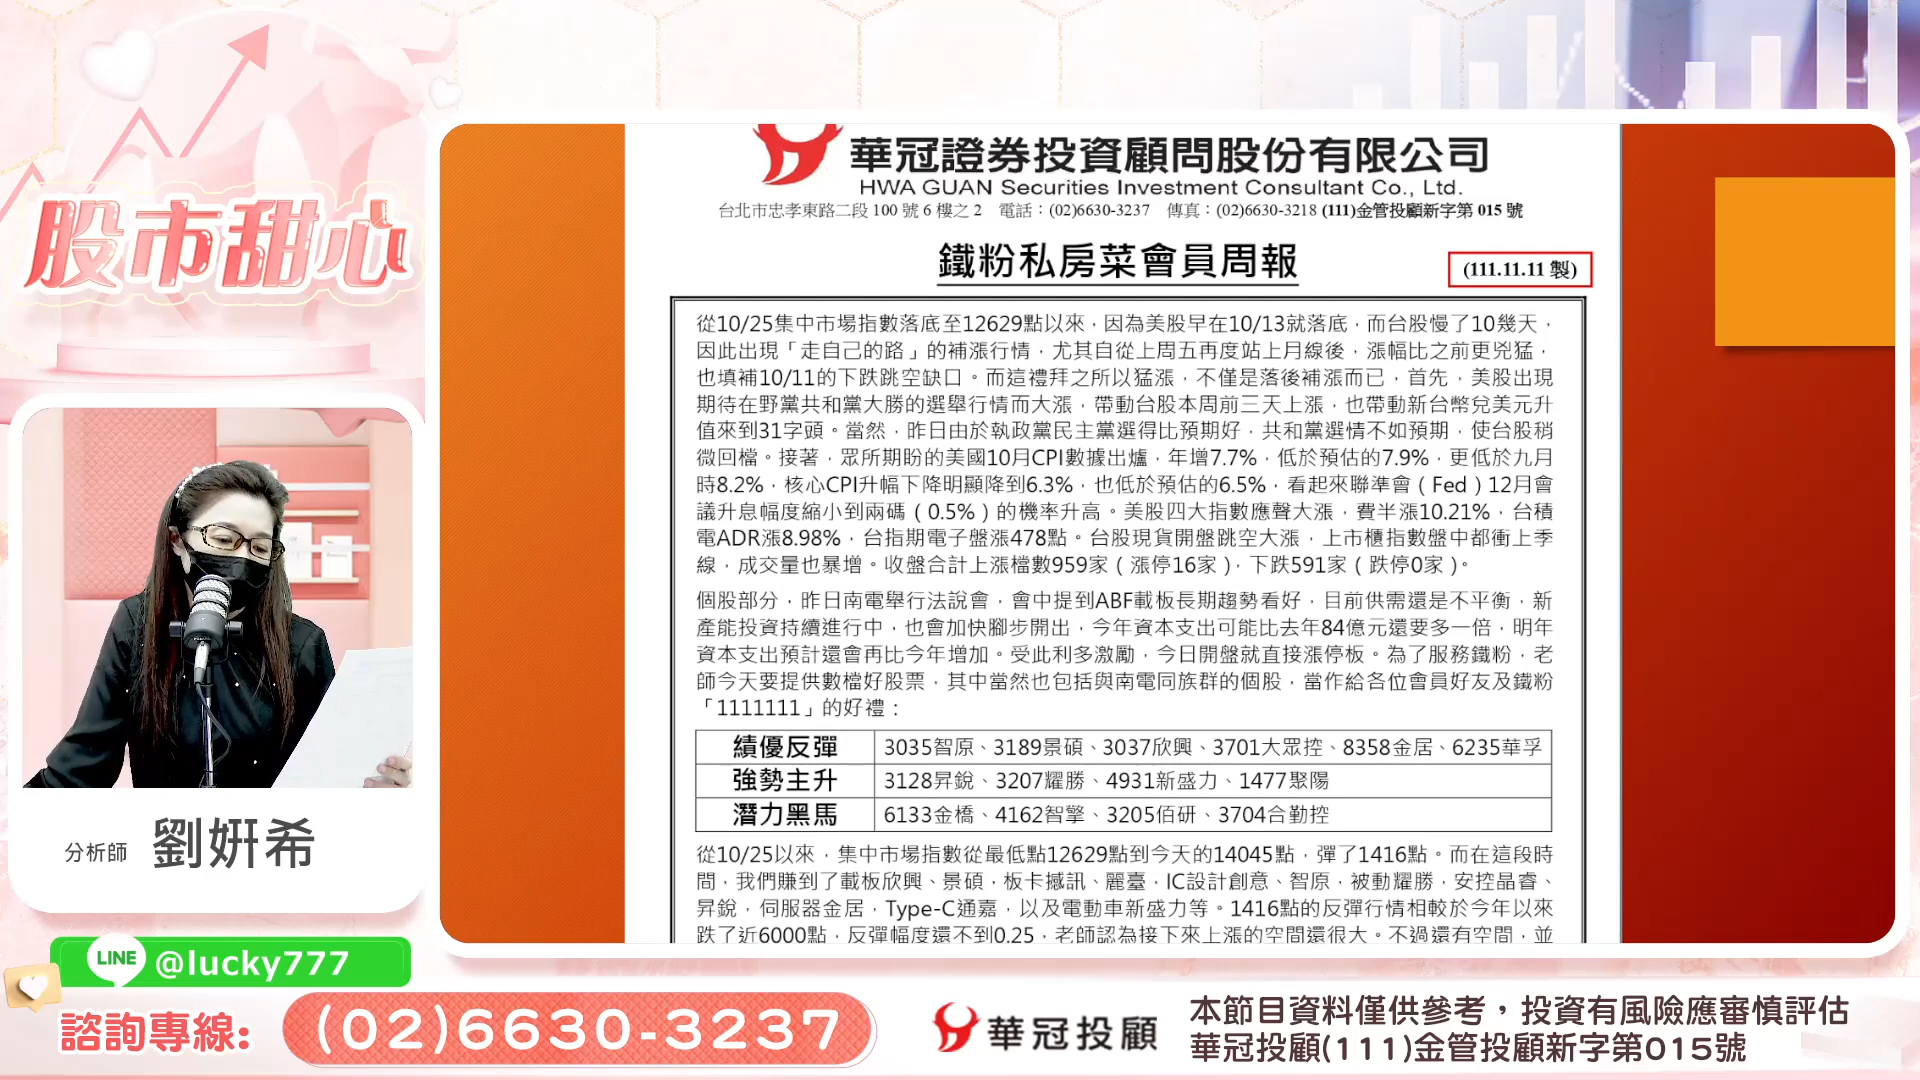 股市甜心
分析師 劉妍希
LINE @lucky777
華冠證券投資顧問股份有限公司
HWA GUAN Securities Investment Consultant Co., Ltd.
台北市忠孝東路二段 100 號 6 樓之 2 電話：(02)6630-3237 傳真：(02)6630-3218 (111)金管投顧新字第 015 號
鐵粉私房菜會員周報
(111.11.11 製)
從10/25集中市場指數落底至12629點以來，因為美股早在10/13就落底，而台股慢了10幾天，
因此出現「走自己的路」的補漲行情，尤其自從上周五再度站上月線後，漲幅比之前更兇猛，
也填補10/11的下跌跳空缺口。而這禮拜之所以猛漲，不僅是落後補漲而已，首先，美股出現
期待在野黨共和黨大勝的選舉行情而大漲，帶動台股本周前三天上漲，也帶動新台幣兌美元升
值來到31字頭。當然，昨日由於執政黨民主黨選得比預期好，共和黨選情不如預期，使台股稍
微回檔。接著，眾所期盼的美國10月CPI數據出爐，年增7.7%，低於預估的7.9%，更低於九月
時8.2%，核心CPI升幅下降明顯降到6.3%，也低於預估的6.5%，看起來聯準會（Fed）12月會
議升息幅度縮小到兩碼（0.5%）的機率升高。美股四大指數應聲大漲，費半漲10.21%，台積
電ADR漲8.98%，台指期電子盤漲478點。台股現貨開盤跳空大漲，上市櫃指數盤中都衝上季
線，成交量也暴增。收盤合計上漲檔數959家（漲停16家），下跌591家（跌停0家）。
個股部分，昨日南電舉行法說會，會中提到ABF載板長期趨勢看好，目前供需還是不平衡，新
產能投資持續進行中，也會加快腳步開出，今年資本支出可能比去年84億元還要多一倍，明年
資本支出預計還會再比今年增加。受此利多激勵，今日開盤就直接漲停板。為了服務鐵粉，老
師今天要提供數檔好股票，其中當然也包括與南電同族群的個股，當作給各位會員好友及鐵粉
「1111111」的好禮：
績優反彈 3035智原、3189景碩、3037欣興、3701大眾控、8358金居、6235華孚
強勢主升 3128昇銳、3207耀勝、4931新盛力、1477聚陽
潛力黑馬 6133金橋、4162智擎、3205佰研、3704合勤控
從10/25以來，集中市場指數從最低點12629點到今天的14045點，彈了1416點。而在這段時
間，我們賺到了載板欣興、景碩，板卡撼訊、麗臺，IC設計創意、智原，被動耀勝，安控晶睿、
昇銳，伺服器金居，Type-C通嘉，以及電動車新盛力等。1416點的反彈行情相較於今年以來
跌了近6000點，反彈幅度還不到0.25，老師認為接下來上漲的空間還很大。不過還有空間，並
諮詢專線: (02)6630-3237
華冠投顧
本節目資料僅供參考，投資有風險應審慎評估
華冠投顧(111)金管投顧新字第015號